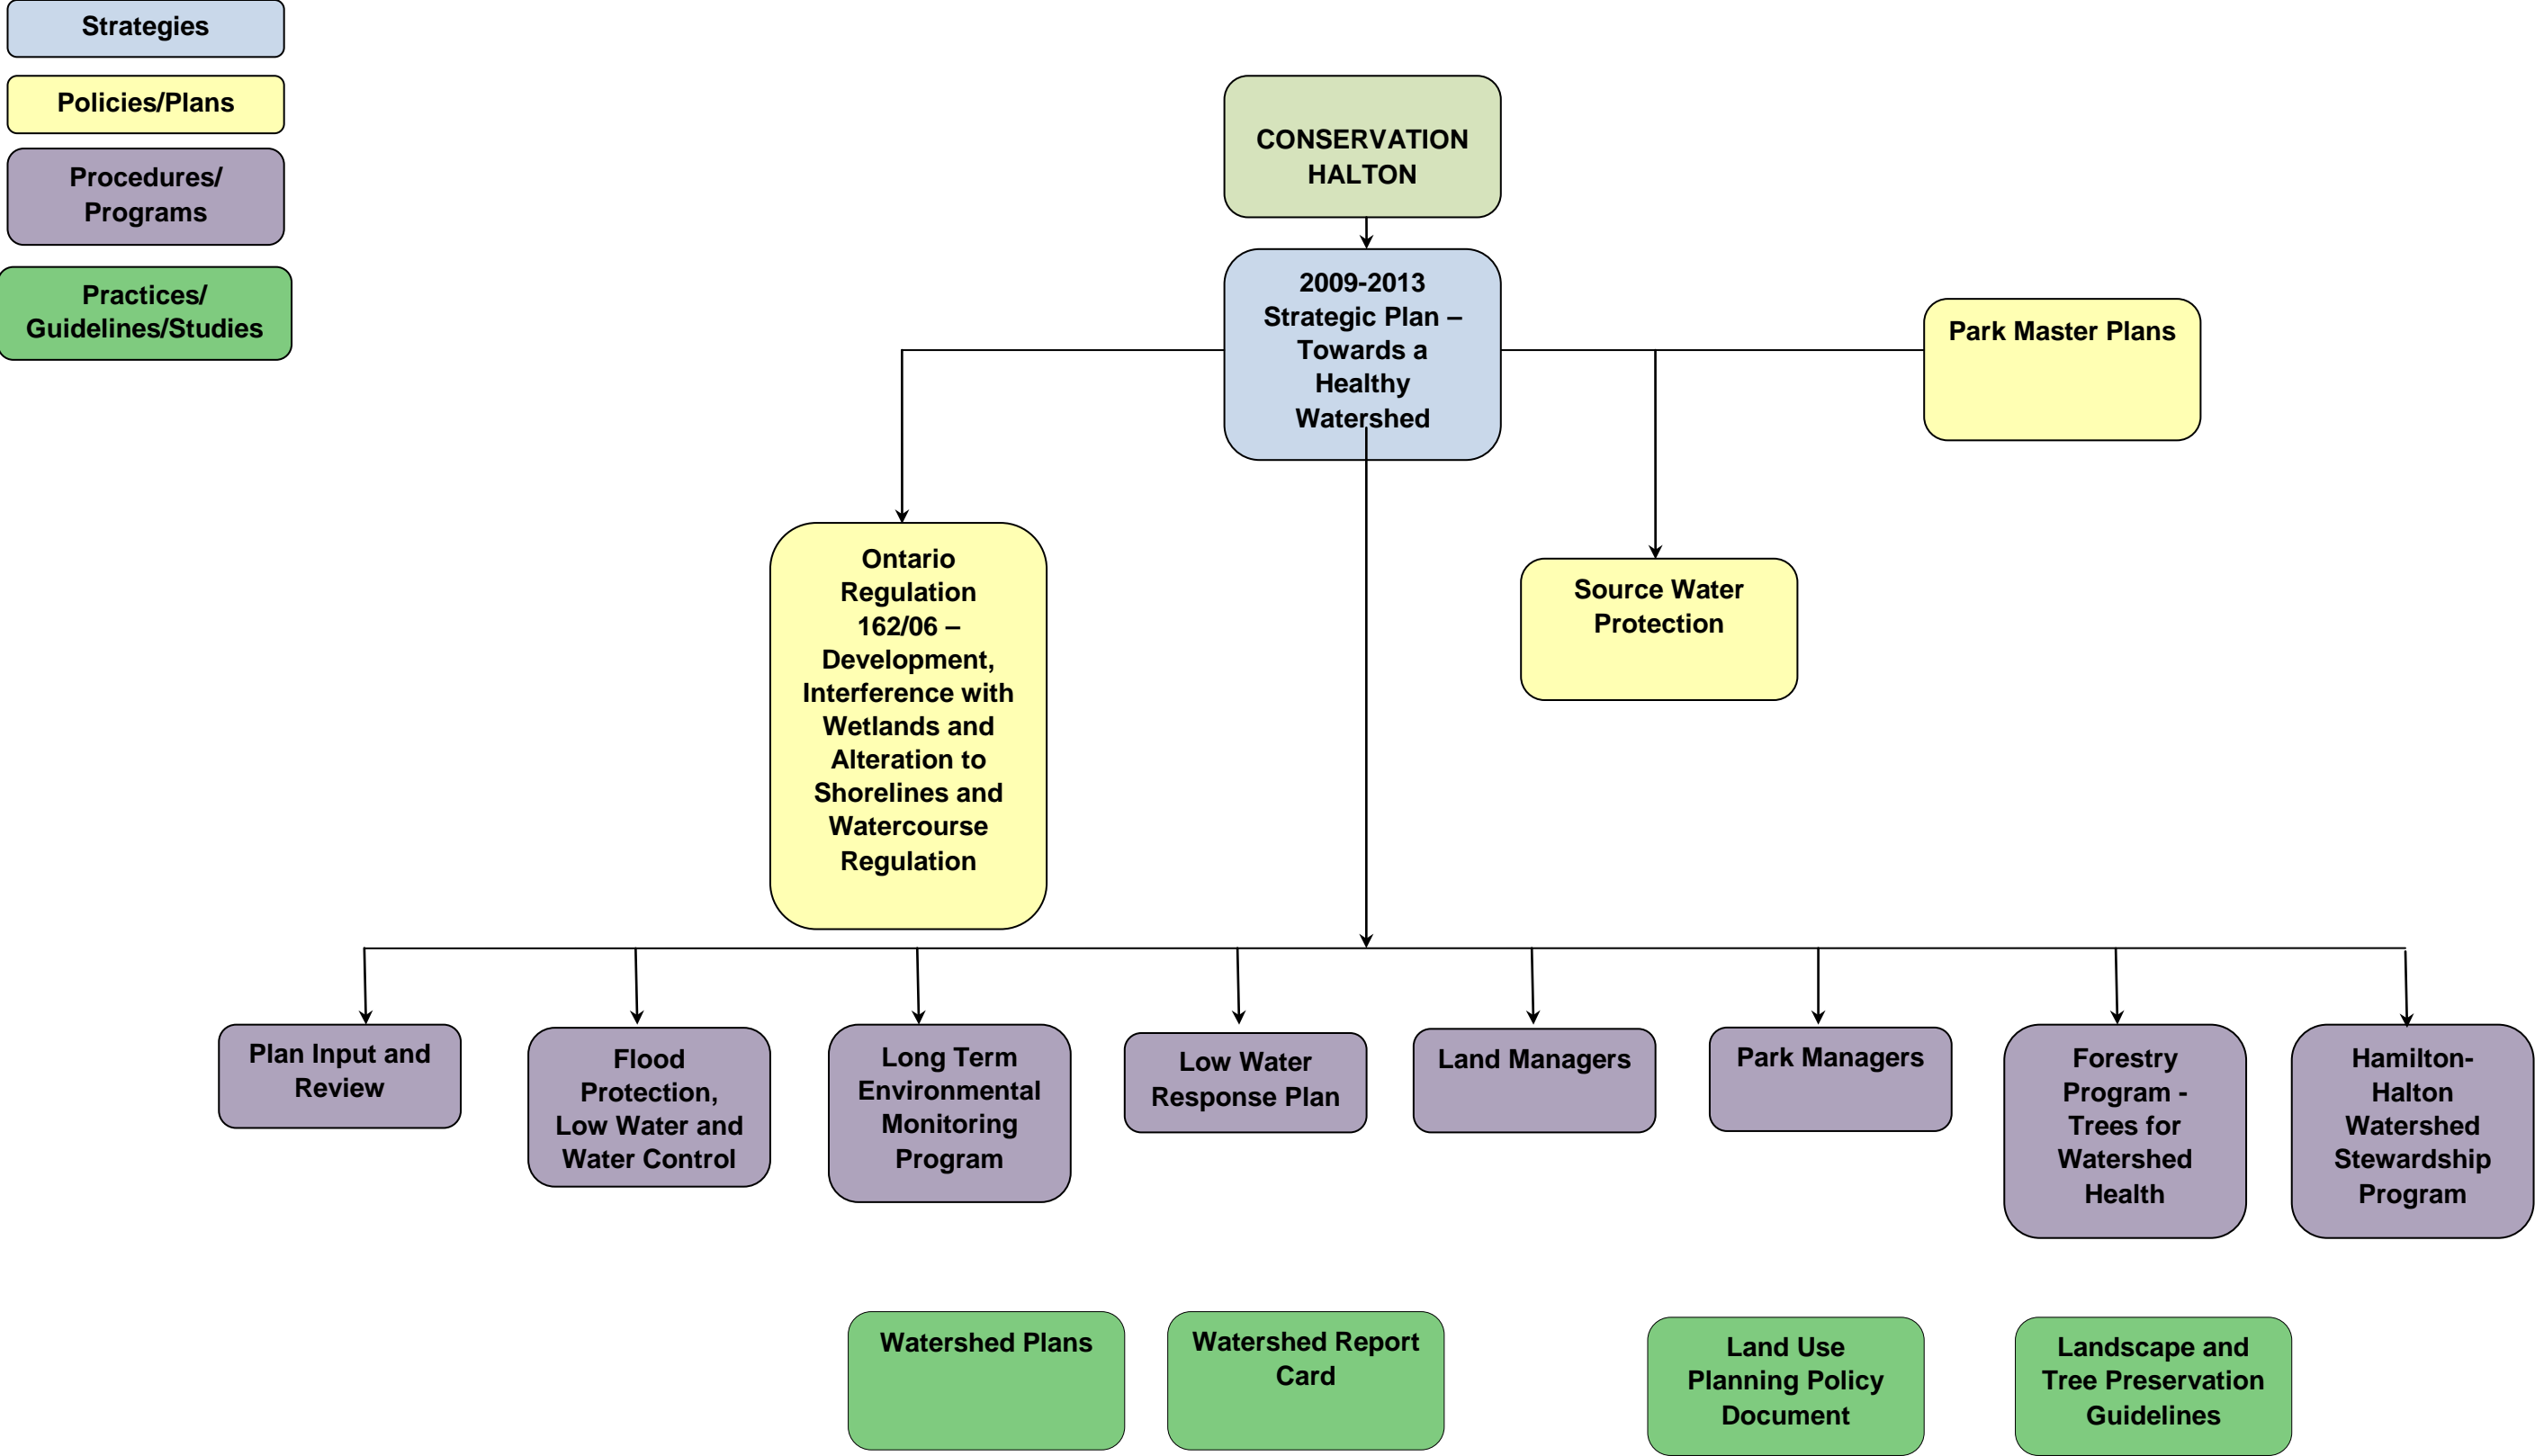 Strategies
Policies/Plans
Procedures/
Programs
Practices/
Guidelines/Studies
CONSERVATION
HALTON
2009-2013
Strategic Plan –
Towards a
Healthy
Watershed
Park Master Plans
Ontario
Regulation
162/06 –
Development,
Interference with
Wetlands and
Alteration to
Shorelines and
Watercourse
Regulation
Source Water
Protection
Plan Input and
Review
Flood
Protection,
Low Water and
Water Control
Long Term
Environmental
Monitoring
Program
Low Water
Response Plan
Land Managers
Park Managers
Forestry
Program -
Trees for
Watershed
Health
Hamilton-
Halton
Watershed
Stewardship
Program
Watershed Plans
Watershed Report
Card
Land Use
Planning Policy
Document
Landscape and
Tree Preservation
Guidelines